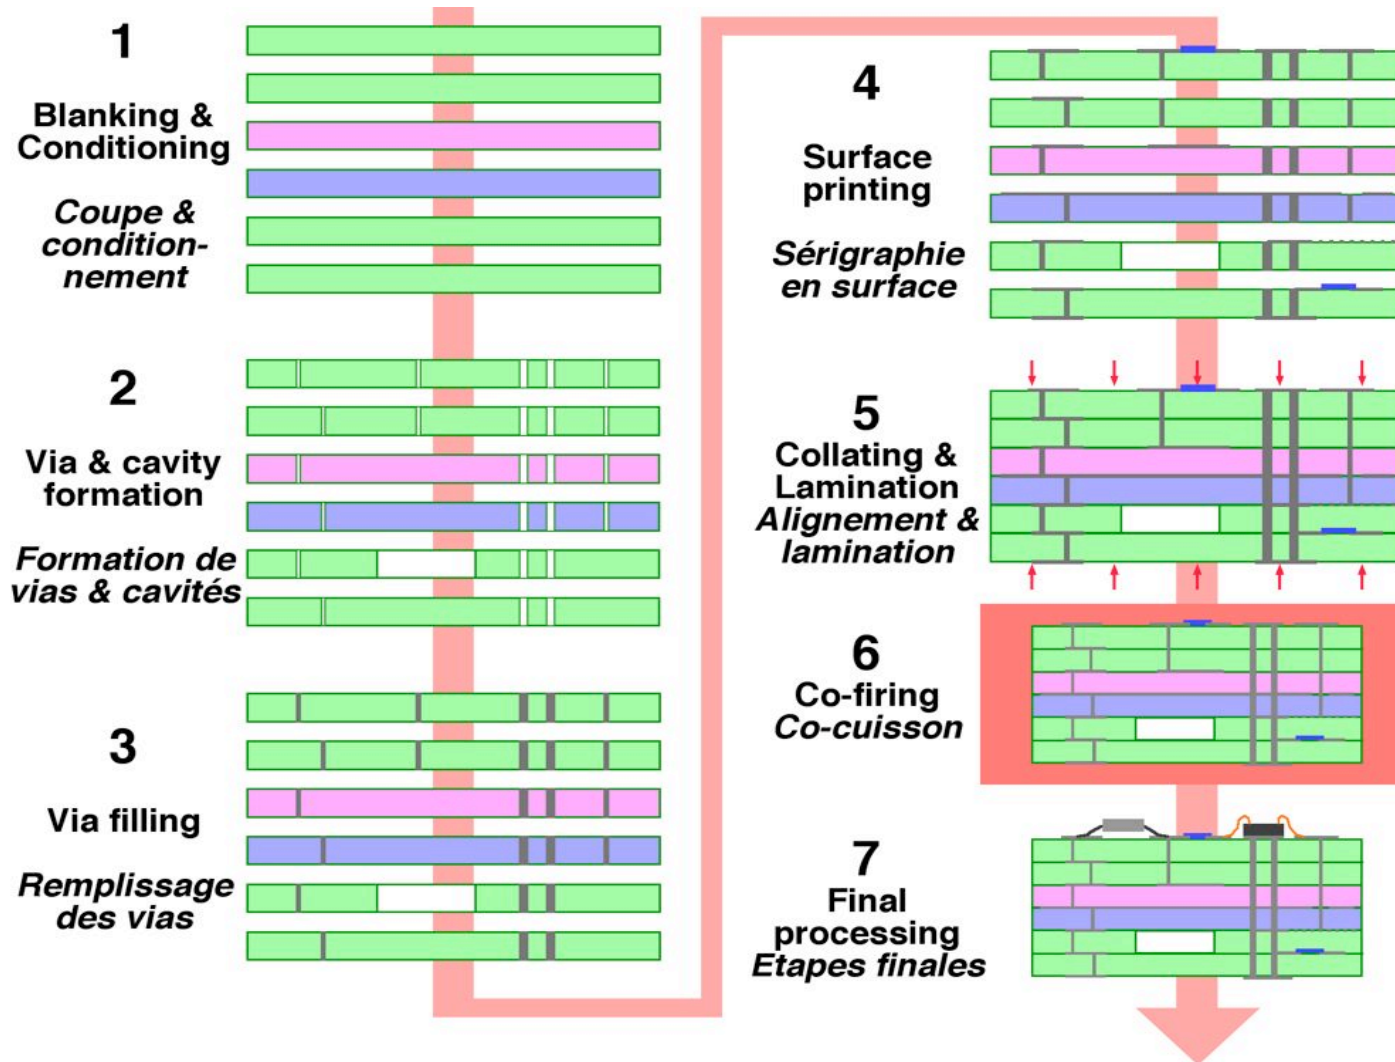 1
Blanking &
Conditioning
Coupe &
condition-
nement
2
Via & cavity
formation
Formation de
vias & cavités
3
Via filling
Remplissage
des vias
4
Surface
printing
Sérigraphie
en surface
5
Collating &
Lamination
Alignement &
lamination
6
Co-firing
Co-cuisson
7
Final
processing
Etapes finales